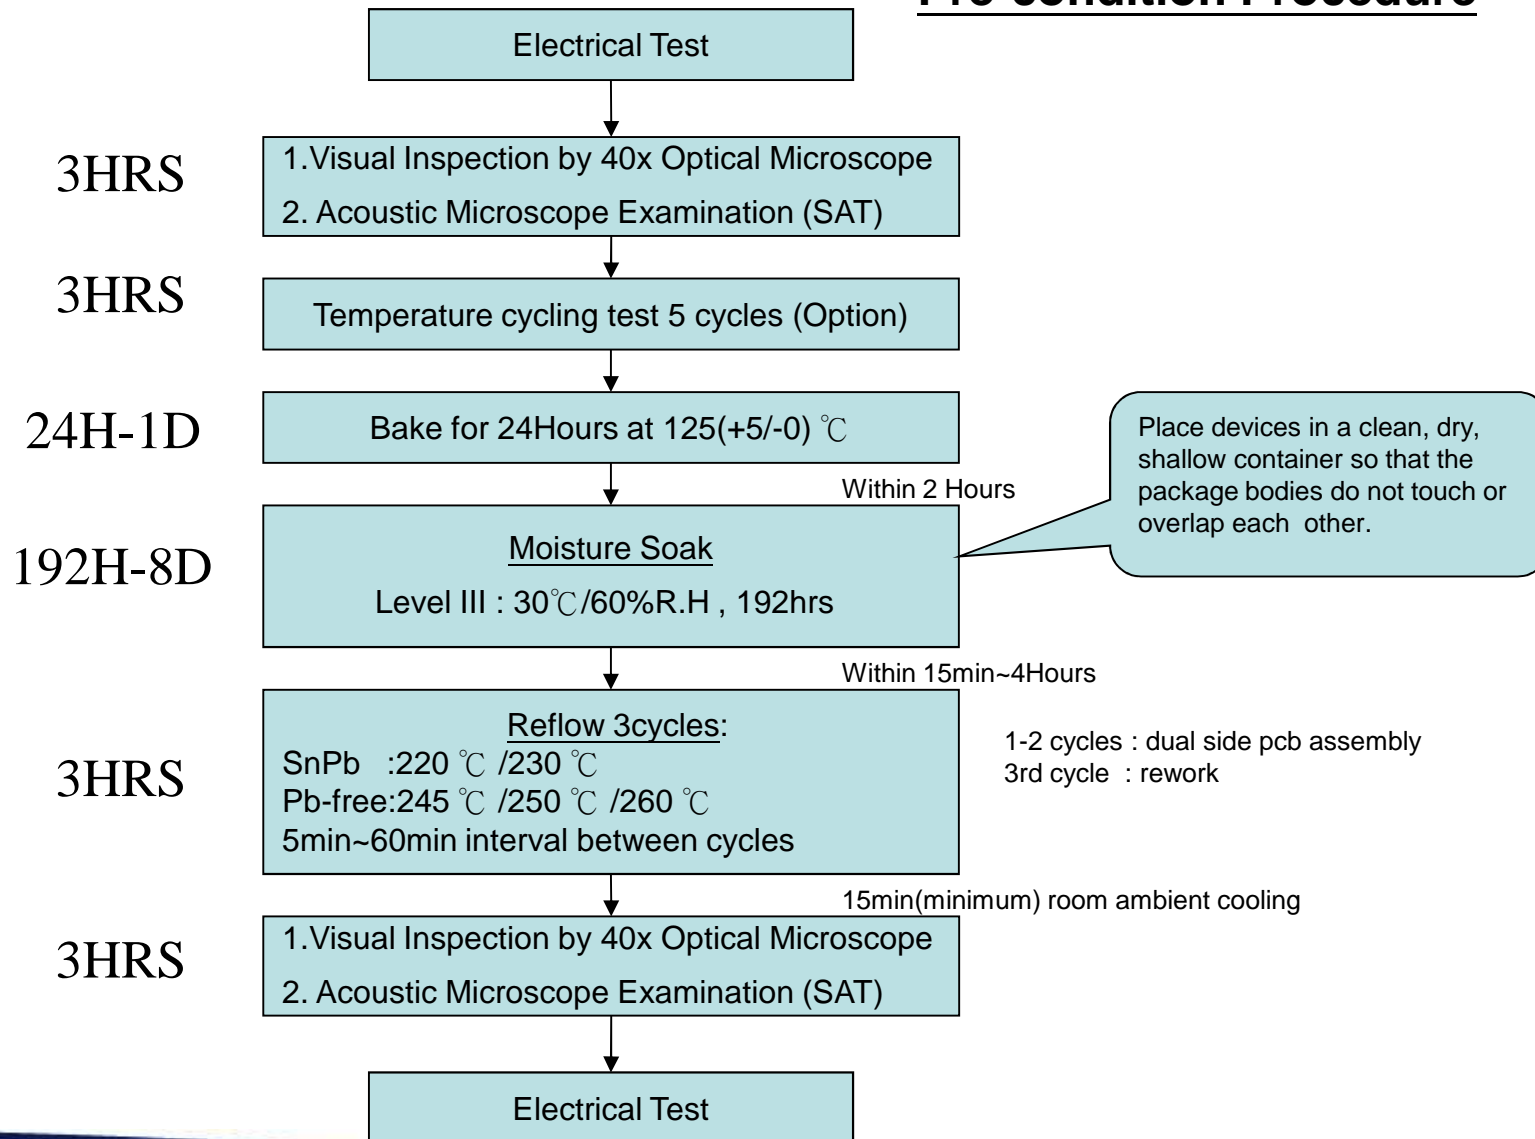 Pre-condition Procedure
Electrical Test
3HRS
1.Visual Inspection by 40x Optical Microscope
2. Acoustic Microscope Examination (SAT)
3HRS
Temperature cycling test 5 cycles (Option)
24H-1D
Bake for 24Hours at 125(+5/-0) ℃
Within 2 Hours
Place devices in a clean, dry,
shallow container so that the
package bodies do not touch or
overlap each other.
192H-8D
Moisture Soak
Level III : 30℃/60%R.H , 192hrs
Within 15min~4Hours
3HRS
Reflow 3cycles:
SnPb :220 ℃ /230 ℃
Pb-free:245 ℃ /250 ℃ /260 ℃
5min~60min interval between cycles
1-2 cycles : dual side pcb assembly
3rd cycle : rework
15min(minimum) room ambient cooling
3HRS
1.Visual Inspection by 40x Optical Microscope
2. Acoustic Microscope Examination (SAT)
Electrical Test